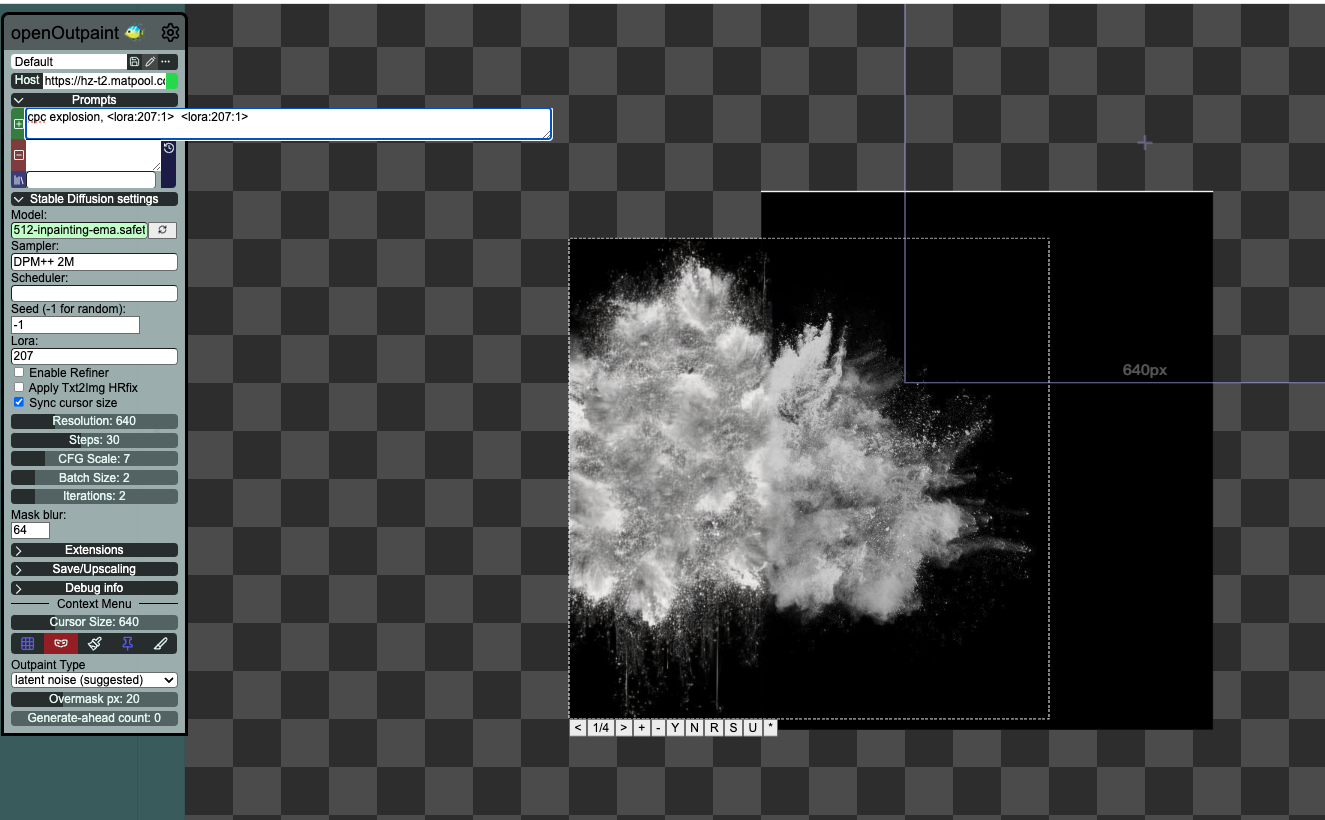 openOutpaint
Default
Host https://hz-t2.matpool.cc
Prompts
cpc explosion, <lora:207:1>  <lora:207:1>
Stable Diffusion settings
Model:
512-inpainting-ema.safet
Sampler:
DPM++ 2M
Scheduler:
Seed (-1 for random):
-1
Lora:
207
Enable Refiner
Apply Txt2Img HRfix
Sync cursor size
Resolution: 640
Steps: 30
CFG Scale: 7
Batch Size: 2
Iterations: 2
Mask blur:
64
Extensions
Save/Upscaling
Debug info
Context Menu
Cursor Size: 640
Outpaint Type
latent noise (suggested)
Overmask px: 20
Generate-ahead count: 0
640px
< 1/4 > + - Y N R S U *